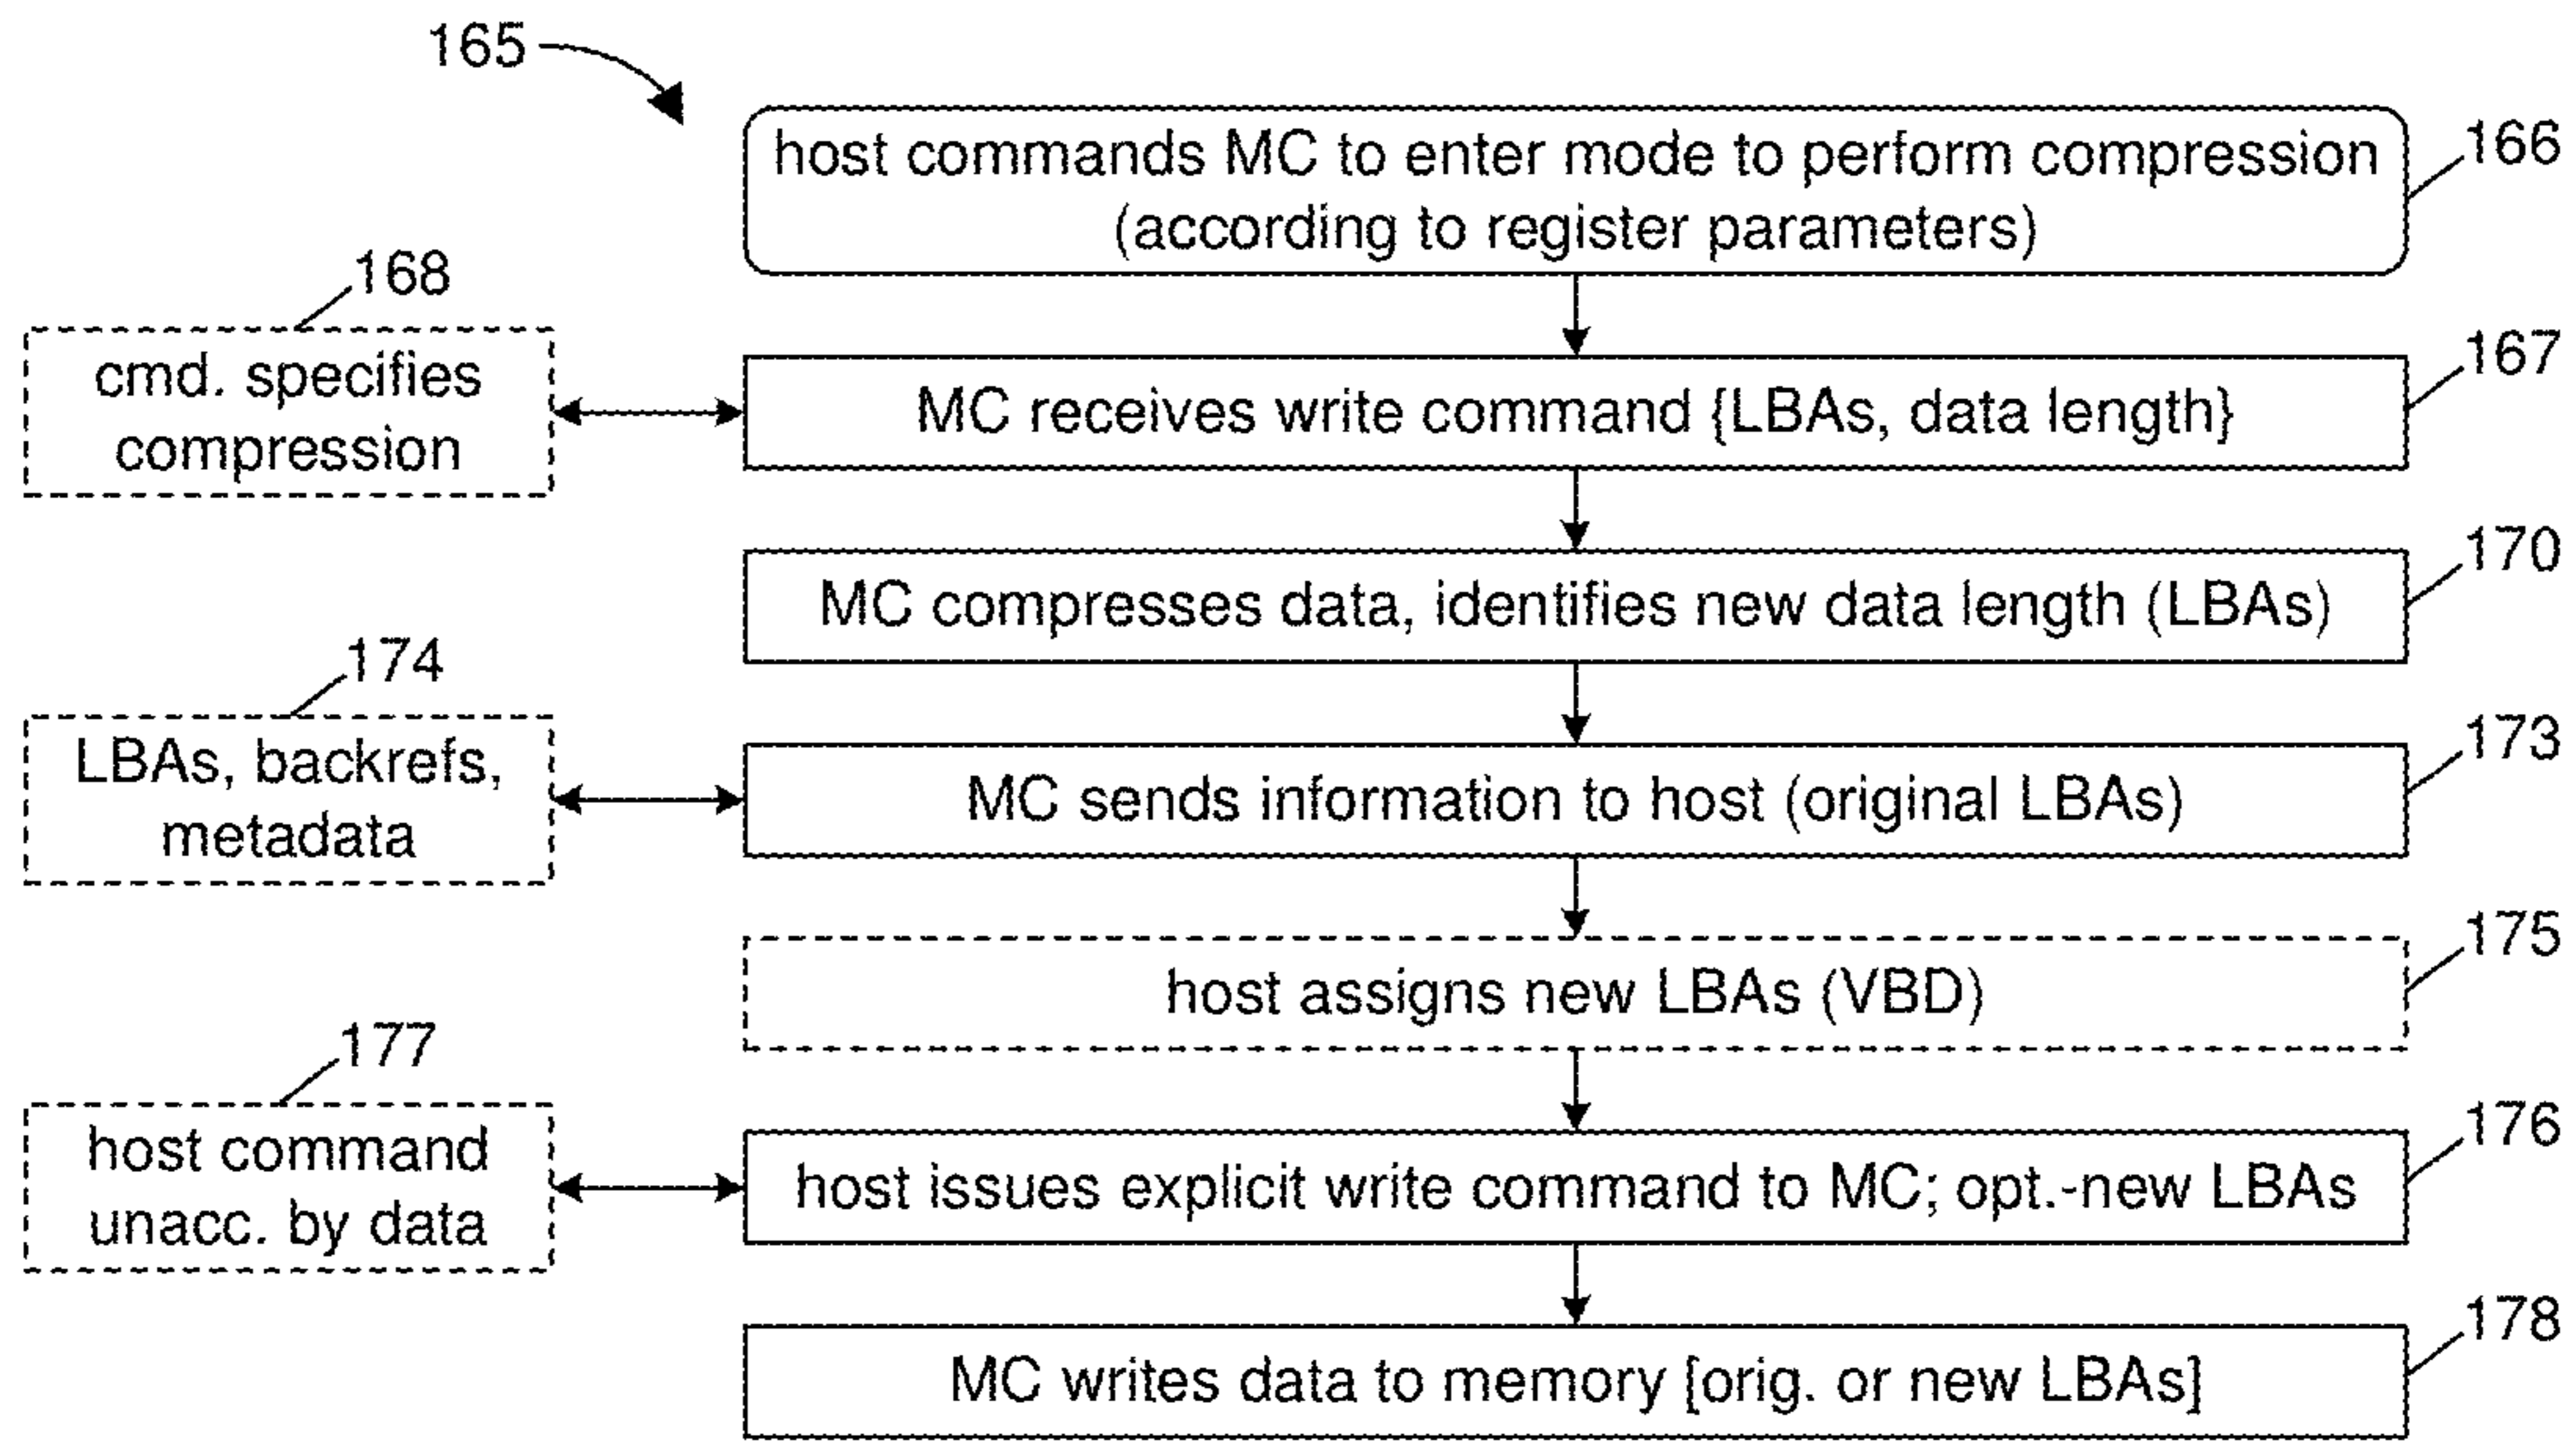 165
host commands MC to enter mode to perform compression
(according to register parameters)
166
168
cmd. specifies
compression
MC receives write command {LBAs, data length}
167
MC compresses data, identifies new data length (LBAs)
170
174
LBAs, backrefs,
metadata
MC sends information to host (original LBAs)
173
host assigns new LBAs (VBD)
175
177
host command
unacc. by data
host issues explicit write command to MC; opt.-new LBAs
176
MC writes data to memory [orig. or new LBAs]
178